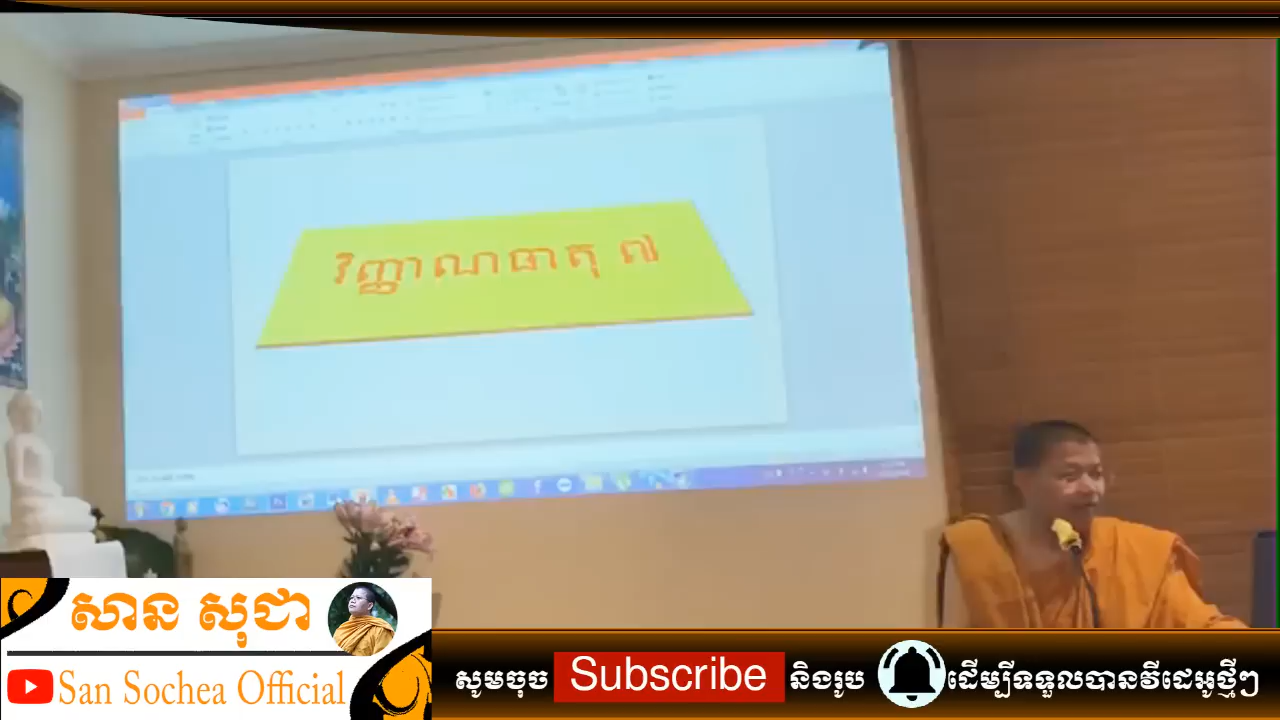 វិញ្ញាណធាតុ ៧
សាន សុជា
San Sochea Official
សូមចុច Subscribe និងរូប ដើម្បីទទួលបានវីដេអូថ្មីៗ